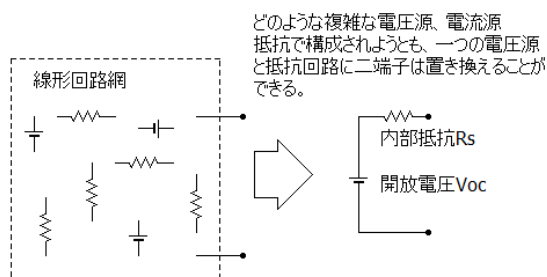 どのような複雑な電圧源、電流源
抵抗で構成されようとも、一つの電圧源
と抵抗回路に二端子は置き換えることが
できる。
線形回路網
内部抵抗Rs
開放電圧Voc